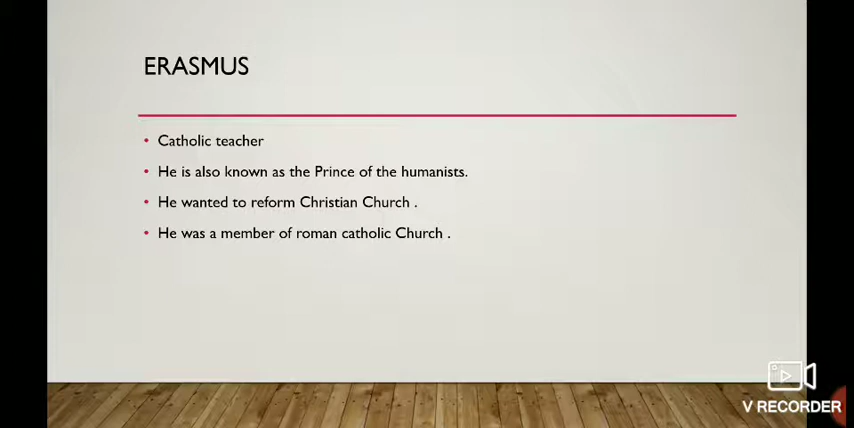 ERASMUS
• Catholic teacher
• He is also known as the Prince of the humanists.
• He wanted to reform Christian Church .
• He was a member of roman catholic Church .
V RECORDER